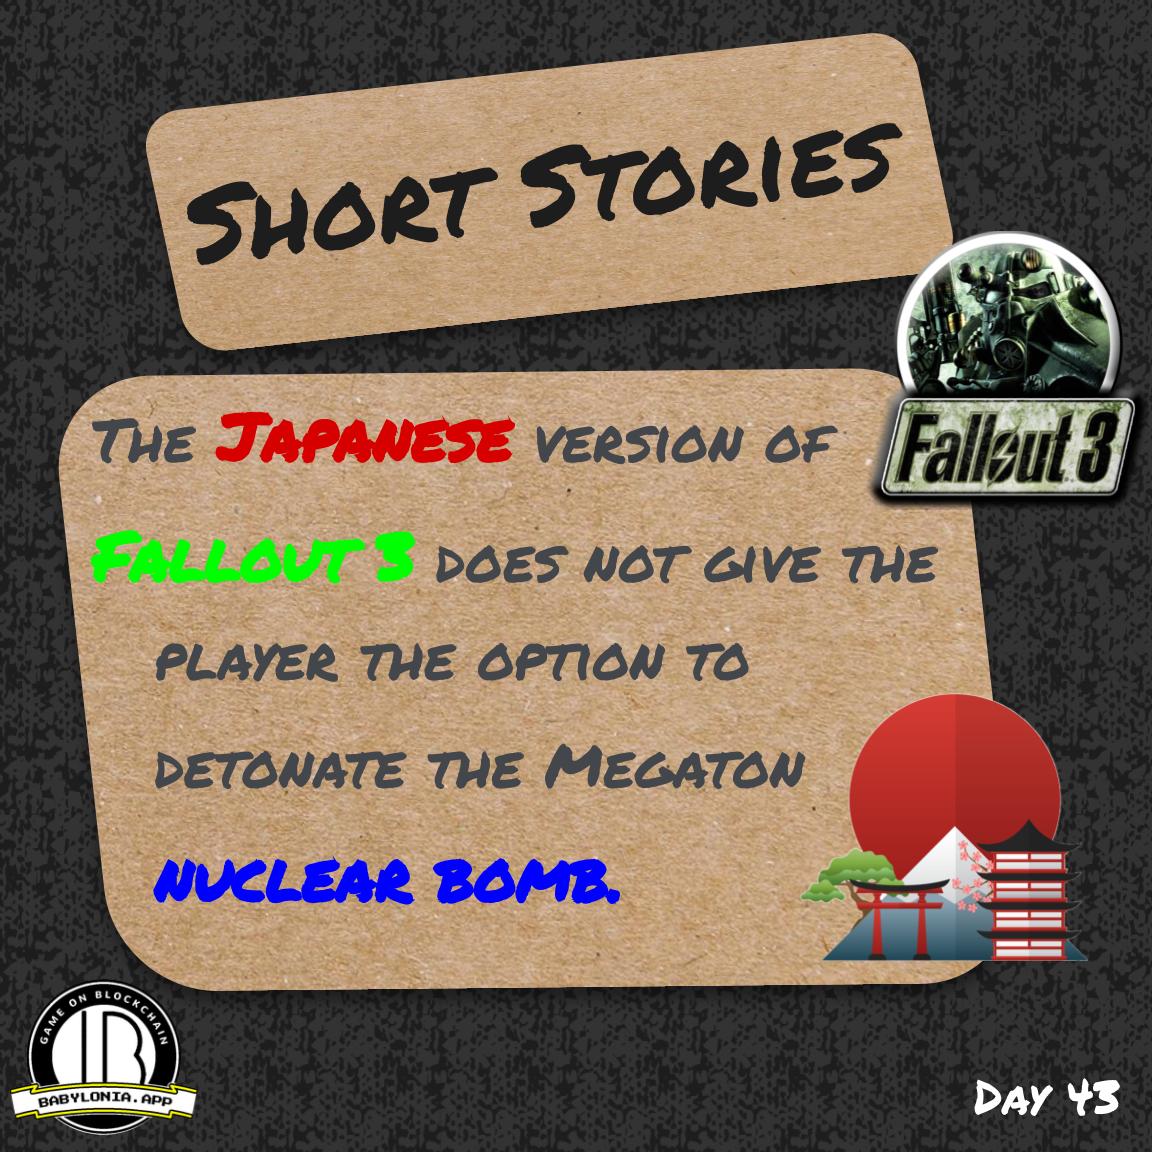 Short Stories
Fallout 3
The Japanese version of
Fallout 3 does not give the
player the option to
detonate the Megaton
nuclear bomb.
GAME ON BLOCKCHAIN
IB
BABYLONIA.APP
Day 43